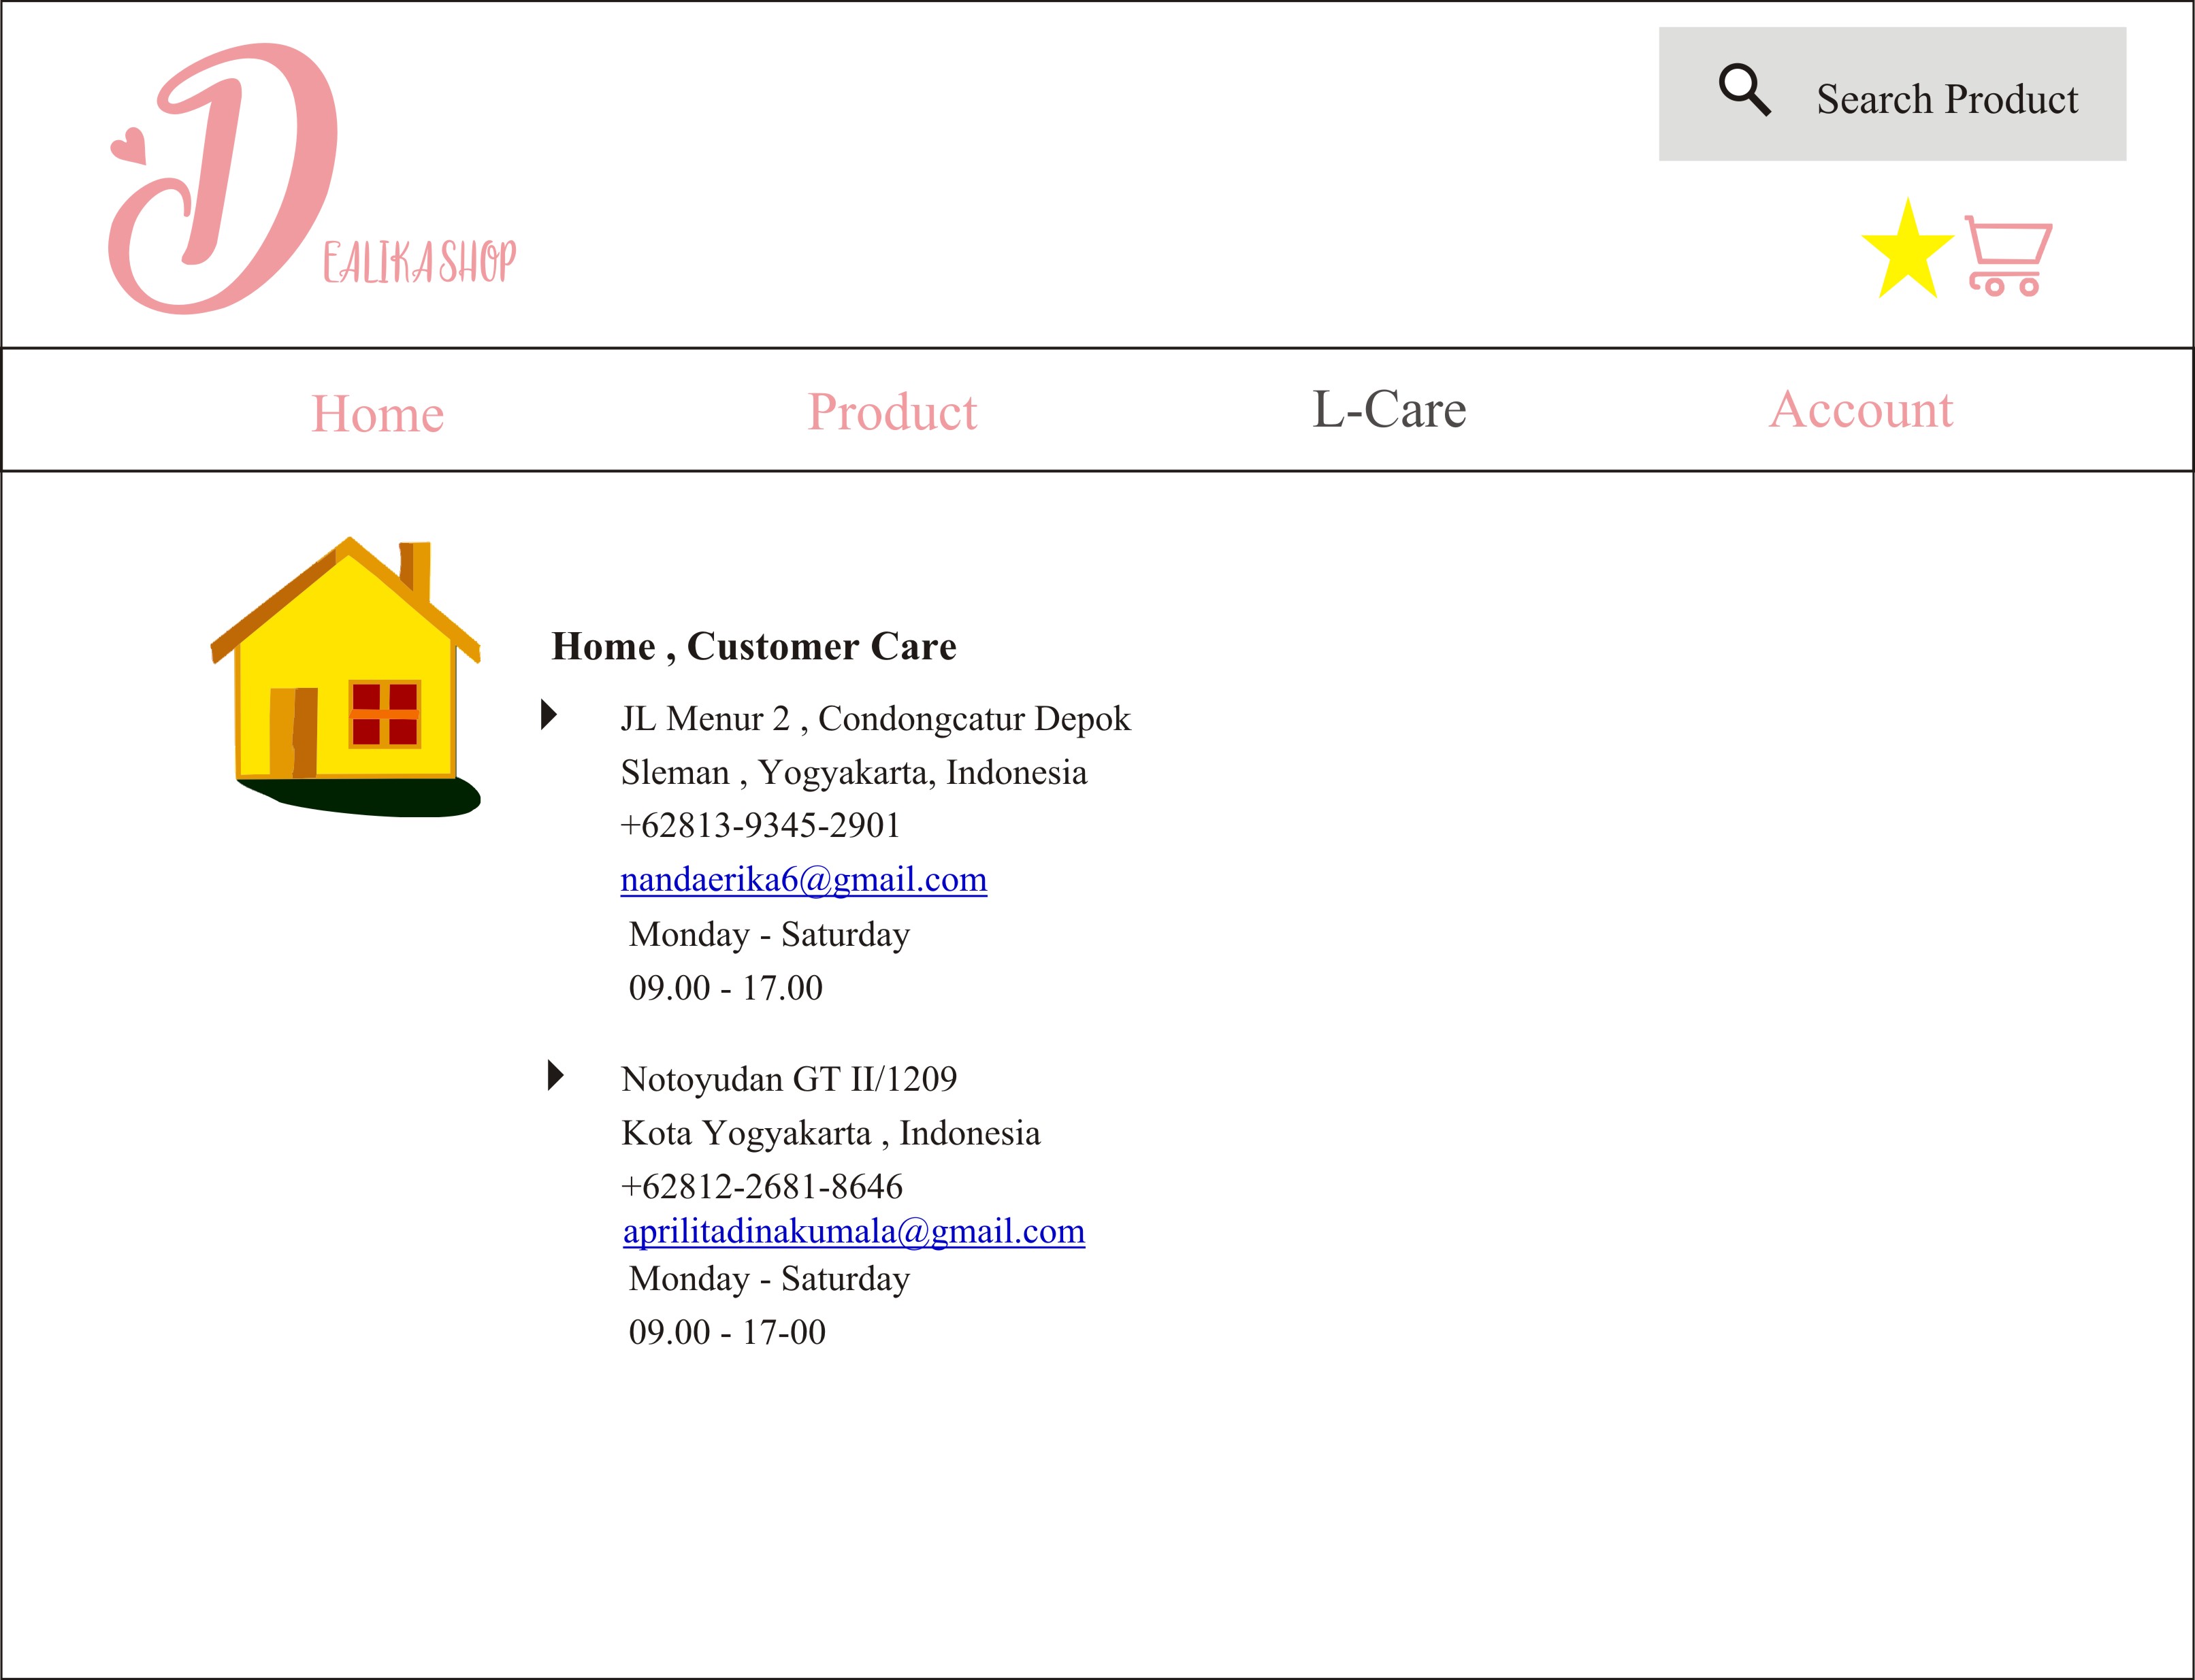 DEALIKASHOP
Search Product
Home Product L-Care Account
Home , Customer Care
JL Menur 2 , Condongcatur Depok
Sleman , Yogyakarta, Indonesia
+62813-9345-2901
nandaerika6@gmail.com
Monday - Saturday
09.00 - 17.00
Notoyudan GT II/1209
Kota Yogyakarta , Indonesia
+62812-2681-8646
aprilitadinakumala@gmail.com
Monday - Saturday
09.00 - 17-00